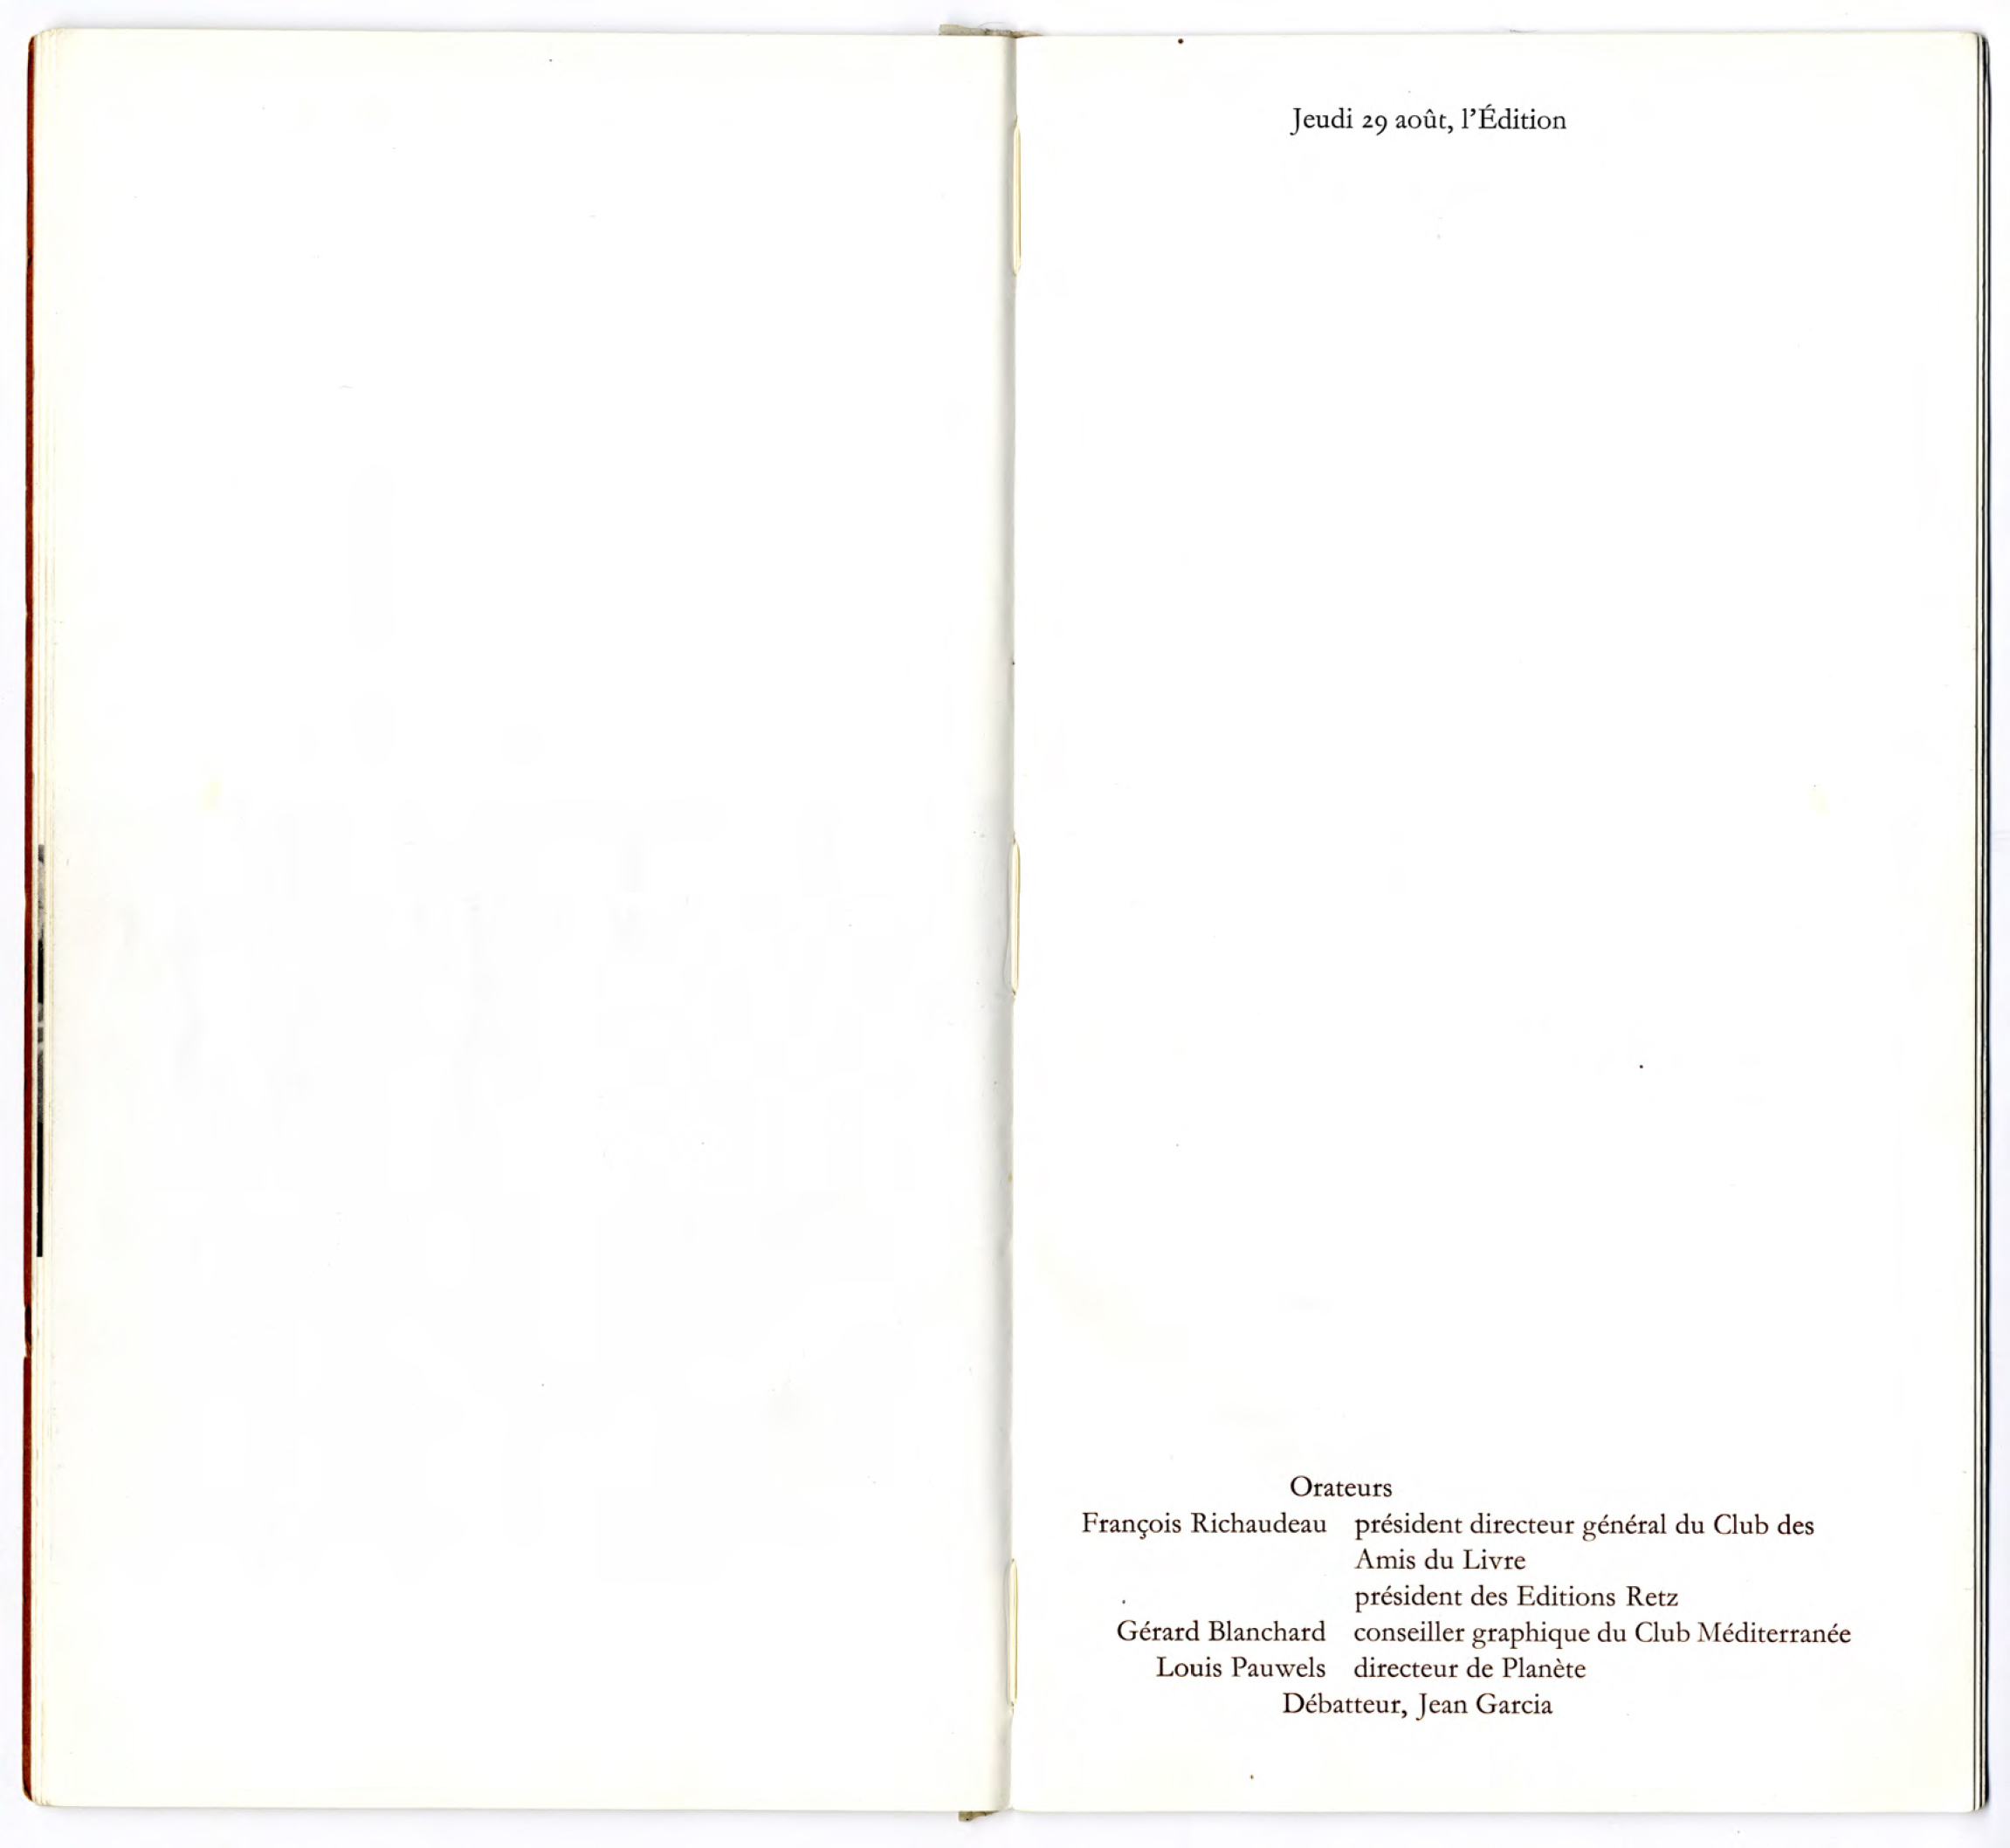 Jeudi 29 août, l’Édition
Orateurs
François Richaudeau président directeur général du Club des
Amis du Livre
président des Editions Retz
Gérard Blanchard conseiller graphique du Club Méditerranée
Louis Pauwels directeur de Planète
Débatteur, Jean Garcia